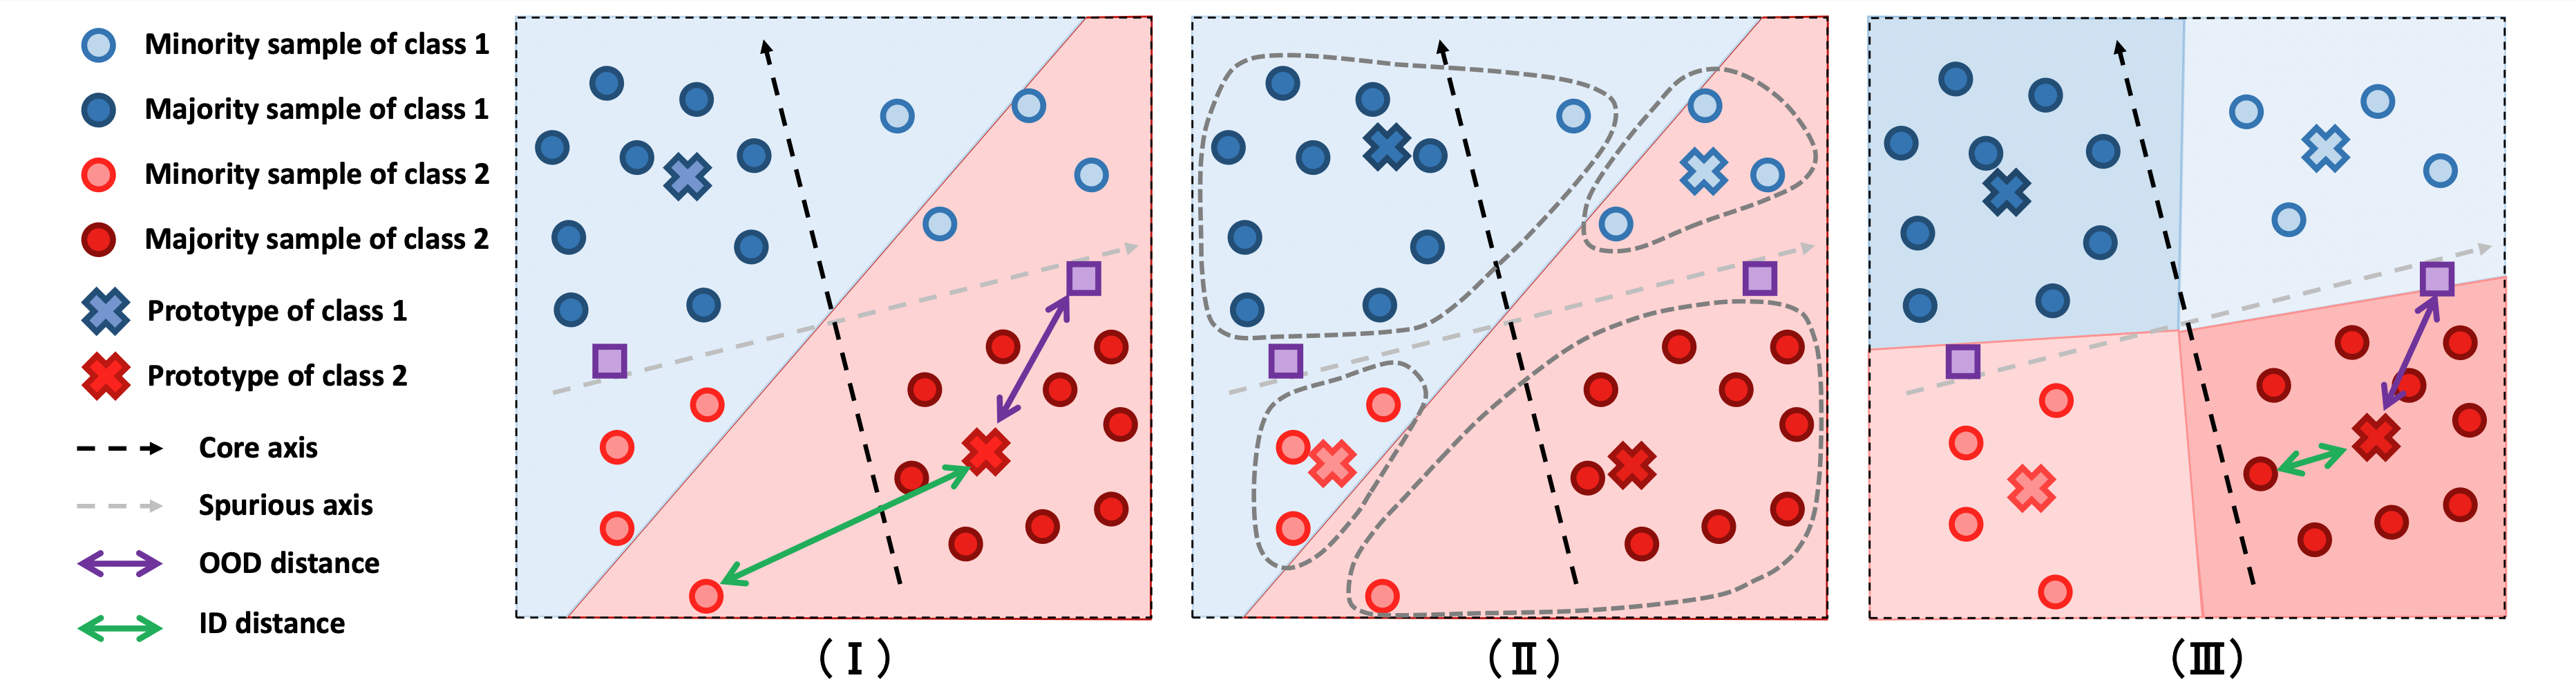 Minority sample of class 1
Majority sample of class 1
Minority sample of class 2
Majority sample of class 2
Prototype of class 1
Prototype of class 2
Core axis
Spurious axis
OOD distance
ID distance
(Ⅰ)
(Ⅱ)
(Ⅲ)